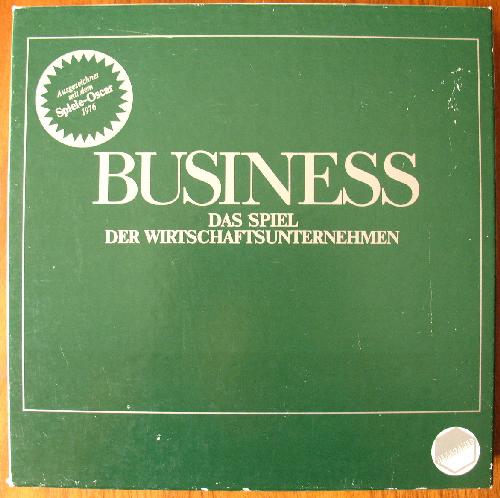 Ausgezeichnet
mit dem
Spiele-Oscar
1976
BUSINESS
DAS SPIEL
DER WIRTSCHAFTSUNTERNEHMEN